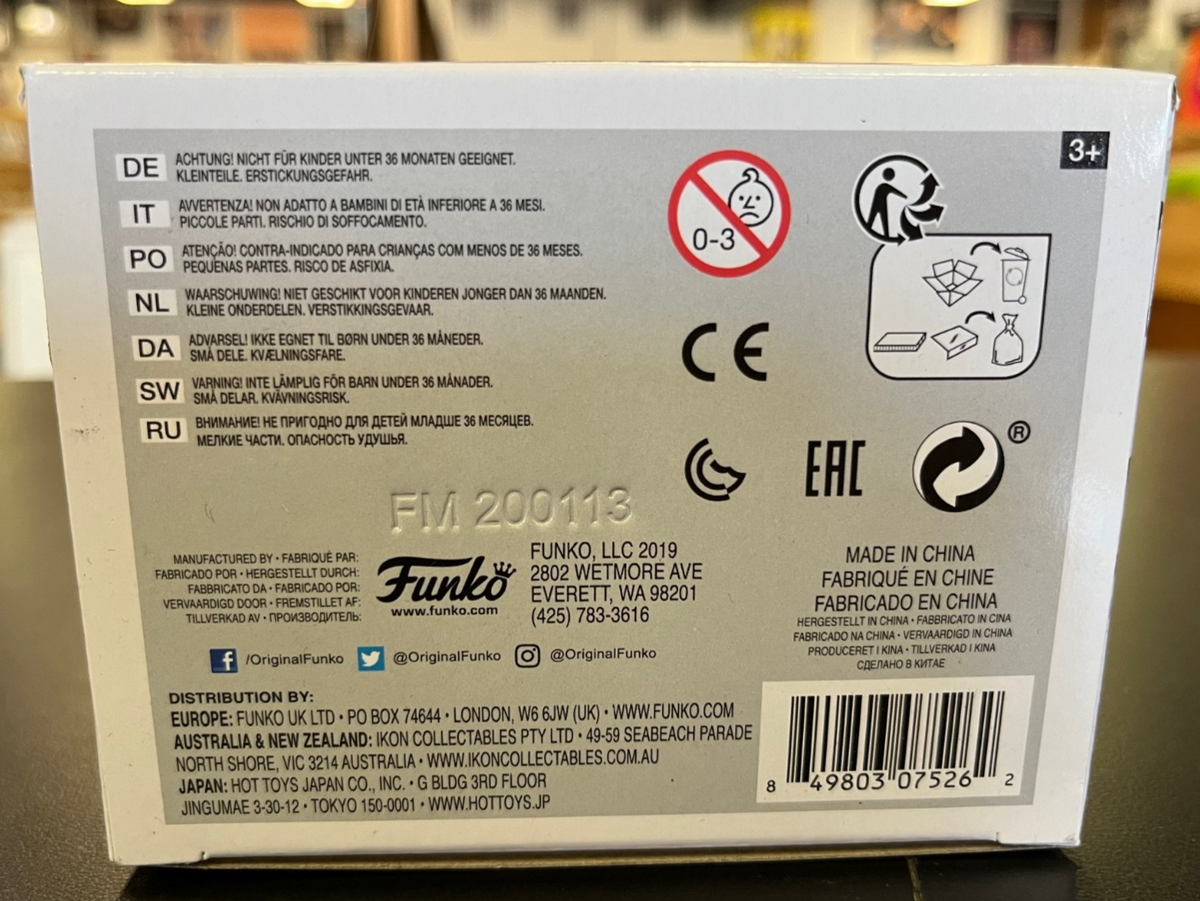 3+
DE ACHTUNG! NICHT FÜR KINDER UNTER 36 MONATEN GEEIGNET.
KLEINTEILE. ERSTICKUNGSGEFAHR.
IT AVVERTENZA! NON ADATTO A BAMBINI DI ETÀ INFERIORE A 36 MESI.
PICCOLE PARTI. RISCHIO DI SOFFOCAMENTO.
PO ATENÇÃO! CONTRA-INDICADO PARA CRIANÇAS COM MENOS DE 36 MESES.
PEQUENAS PARTES. RISCO DE ASFIXIA.
NL WAARSCHUWING! NIET GESCHIKT VOOR KINDEREN JONGER DAN 36 MAANDEN.
KLEINE ONDERDELEN. VERSTIKKINGSGEVAAR.
DA ADVARSEL! IKKE EGNET TIL BØRN UNDER 36 MÅNEDER.
SMÅ DELE. KVÆLNINGSFARE.
SW VARNING! INTE LÄMPLIG FÖR BARN UNDER 36 MÅNADER.
SMÅ DELAR. KVÄVNINGSRISK.
RU ВНИМАНИЕ! НЕ ПРИГОДНО ДЛЯ ДЕТЕЙ МЛАДШЕ 36 МЕСЯЦЕВ.
МЕЛКИЕ ЧАСТИ. ОПАСНОСТЬ УДУШЬЯ.
0-3
CE
EAC
®
FM 200113
MANUFACTURED BY • FABRIQUÉ PAR:
FABRICADO POR • HERGESTELLT DURCH:
FABBRICATO DA • FABRICADO POR:
VERVAARDIGD DOOR • FREMSTILLET AF:
TILLVERKAD AV • ПРОИЗВОДИТЕЛЬ:
Funko
www.funko.com
FUNKO, LLC 2019
2802 WETMORE AVE
EVERETT, WA 98201
(425) 783-3616
MADE IN CHINA
FABRIQUÉ EN CHINE
FABRICADO EN CHINA
HERGESTELLT IN CHINA • FABBRICATO IN CINA
FABRICADO NA CHINA • VERVAARDIGD IN CHINA
PRODUCERET I KINA • TILLVERKAD I KINA
СДЕЛАНО В КИТАЕ
/OriginalFunko @OriginalFunko @OriginalFunko
DISTRIBUTION BY:
EUROPE: FUNKO UK LTD • PO BOX 74644 • LONDON, W6 6JW (UK) • WWW.FUNKO.COM
AUSTRALIA & NEW ZEALAND: IKON COLLECTABLES PTY LTD • 49-59 SEABEACH PARADE
NORTH SHORE, VIC 3214 AUSTRALIA • WWW.IKONCOLLECTABLES.COM.AU
JAPAN: HOT TOYS JAPAN CO., INC. • G BLDG 3RD FLOOR
JINGUMAE 3-30-12 • TOKYO 150-0001 • WWW.HOTTOYS.JP
8 49803 07526 2